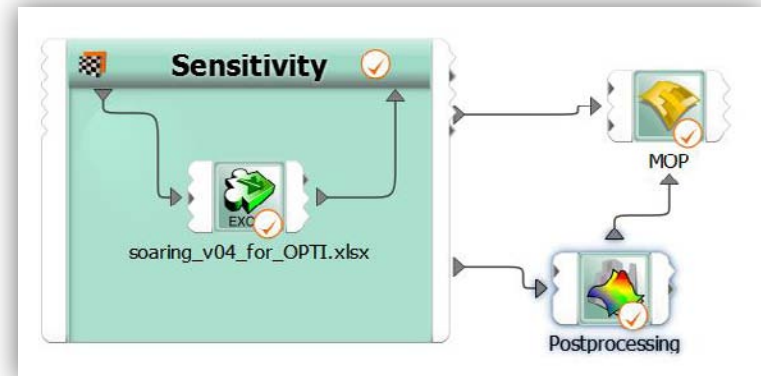 Sensitivity
MOP
EXC
soaring_v04_for_OPTI.xlsx
Postprocessing